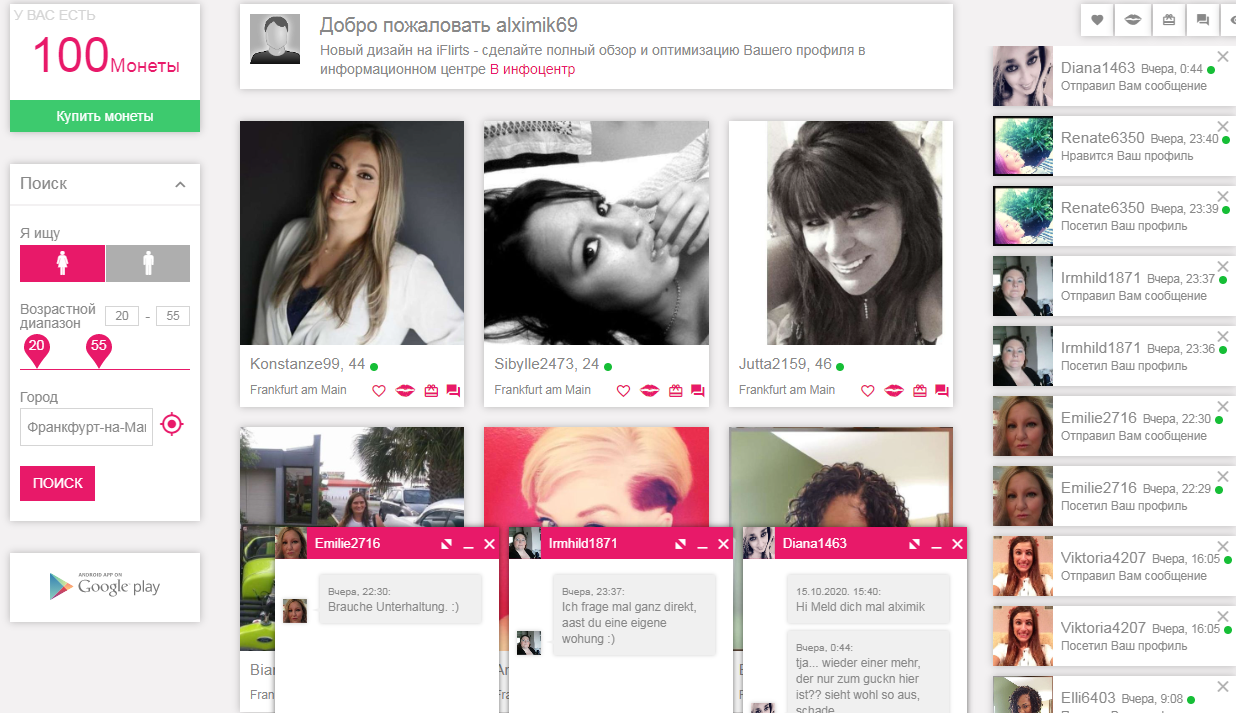 У ВАС ЕСТЬ
100 Монеты
Купить монеты
Поиск
Я ищу
Возрастной
диапазон
20 - 55
20 55
Город
Франкфурт-на-Ма
ПОИСК
ANDROID APP ON
Google play
Добро пожаловать alximik69
Новый дизайн на iFlirts - сделайте полный обзор и оптимизацию Вашего профиля в
информационном центре В инфоцентр
Konstanze99, 44
Frankfurt am Main
Sibylle2473, 24
Frankfurt am Main
Jutta2159, 46
Frankfurt am Main
Bian
Fran
Emilie2716
Вчера, 22:30:
Brauche Unterhaltung. :)
Irmhild1871
Вчера, 23:37:
Ich frage mal ganz direkt,
aast du eine eigene
wohung :)
Diana1463
15.10.2020. 15:40:
Hi Meld dich mal alximik
Вчера, 0:44:
tja... wieder einer mehr,
der nur zum guckn hier
ist?? sieht wohl so aus,
schade
Diana1463 Вчера, 0:44
Отправил Вам сообщение
Renate6350 Вчера, 23:40
Нравится Ваш профиль
Renate6350 Вчера, 23:39
Посетил Ваш профиль
Irmhild1871 Вчера, 23:37
Отправил Вам сообщение
Irmhild1871 Вчера, 23:36
Посетил Ваш профиль
Emilie2716 Вчера, 22:30
Отправил Вам сообщение
Emilie2716 Вчера, 22:29
Посетил Ваш профиль
Viktoria4207 Вчера, 16:05
Отправил Вам сообщение
Viktoria4207 Вчера, 16:05
Посетил Ваш профиль
Elli6403 Вчера, 9:08